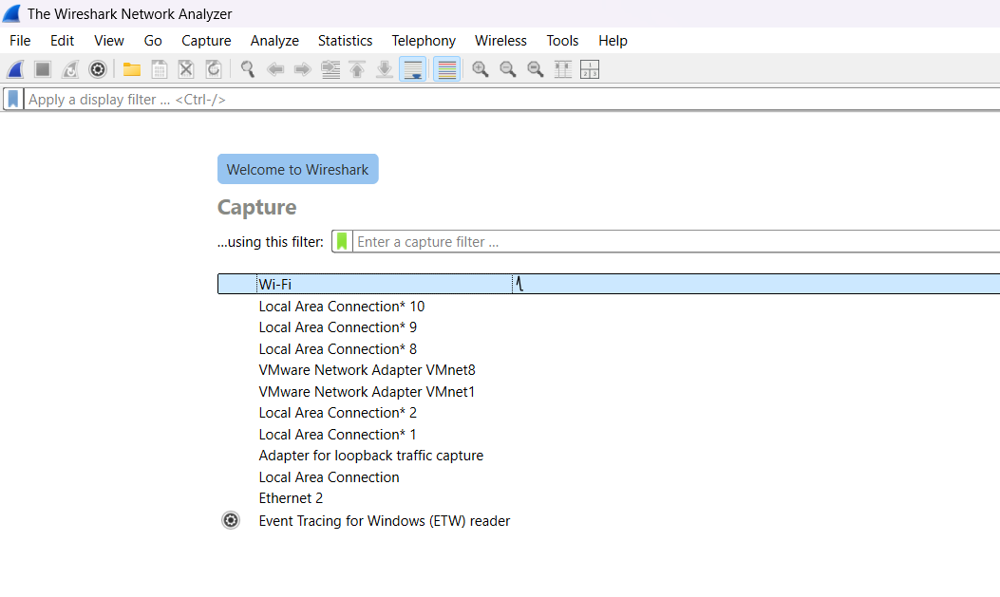 The Wireshark Network Analyzer
File Edit View Go Capture Analyze Statistics Telephony Wireless Tools Help
Apply a display filter ... <Ctrl-/>
Welcome to Wireshark
Capture
...using this filter: Enter a capture filter ...
Wi-Fi
Local Area Connection* 10
Local Area Connection* 9
Local Area Connection* 8
VMware Network Adapter VMnet8
VMware Network Adapter VMnet1
Local Area Connection* 2
Local Area Connection* 1
Adapter for loopback traffic capture
Local Area Connection
Ethernet 2
Event Tracing for Windows (ETW) reader